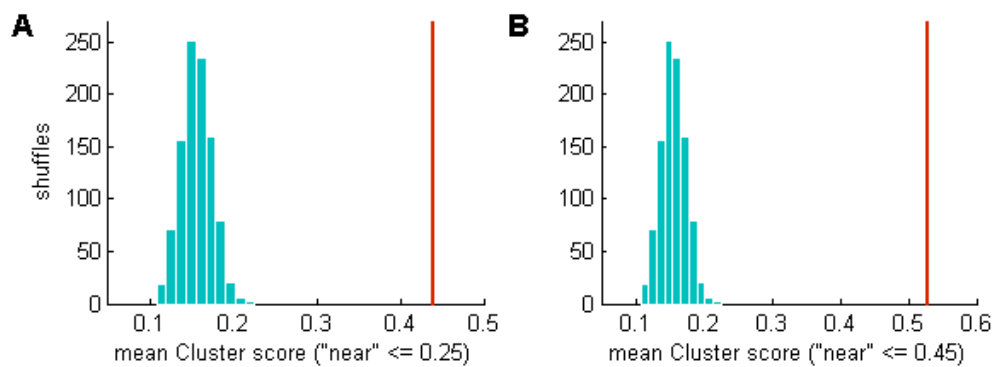 A
250
200
150
100
50
0
shuffles
0.1 0.2 0.3 0.4 0.5
mean Cluster score ("near" <= 0.25)
B
250
200
150
100
50
0
0.1 0.2 0.3 0.4 0.5 0.6
mean Cluster score ("near" <= 0.45)